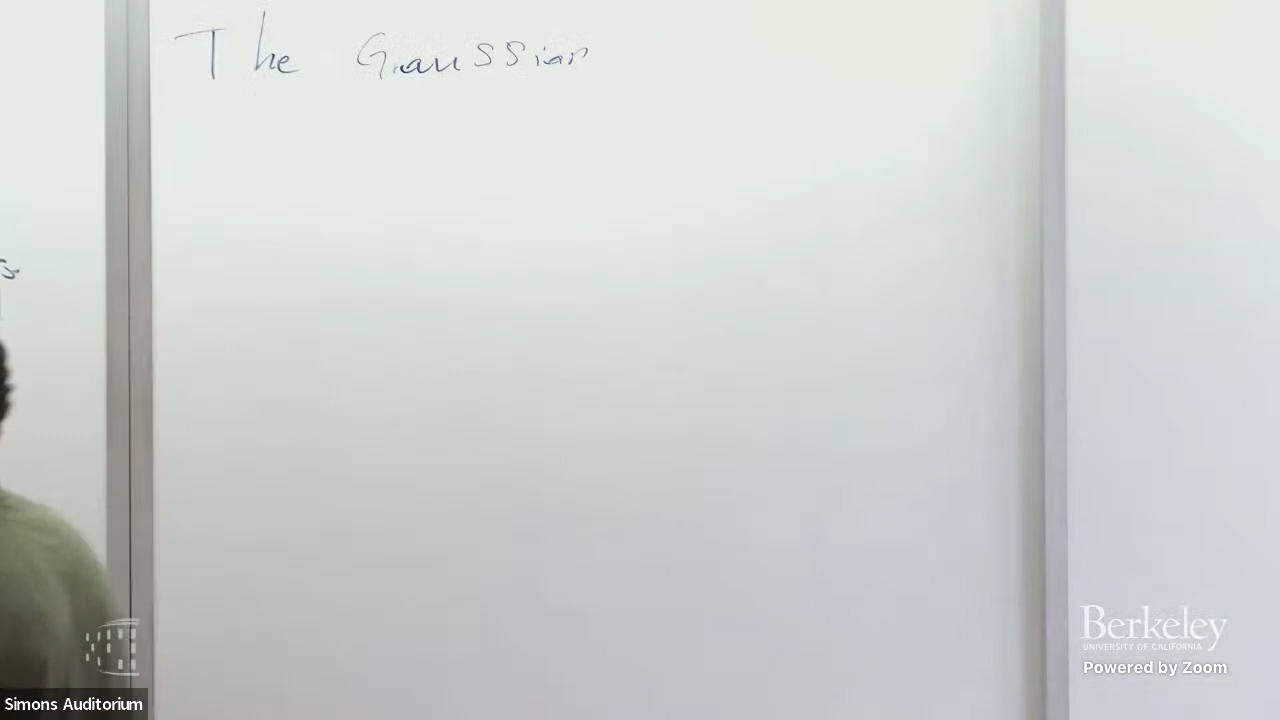 The Gaussian
Berkeley
UNIVERSITY OF CALIFORNIA
Powered by Zoom
Simons Auditorium